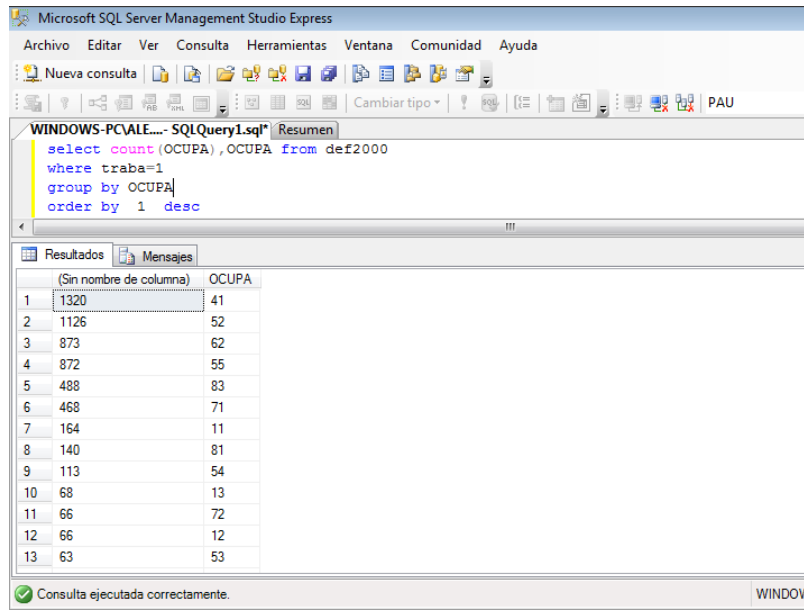 Microsoft SQL Server Management Studio Express
Archivo Editar Ver Consulta Herramientas Ventana Comunidad Ayuda
Nueva consulta
Cambiar tipo PAU
WINDOWS-PC\ALE....- SQLQuery1.sql* Resumen
select count(OCUPA),OCUPA from def2000
where traba=1
group by OCUPA
order by 1 desc
Resultados Mensajes
(Sin nombre de columna) OCUPA
1 1320 41
2 1126 52
3 873 62
4 872 55
5 488 83
6 468 71
7 164 11
8 140 81
9 113 54
10 68 13
11 66 72
12 66 12
13 63 53
Consulta ejecutada correctamente. WINDOW